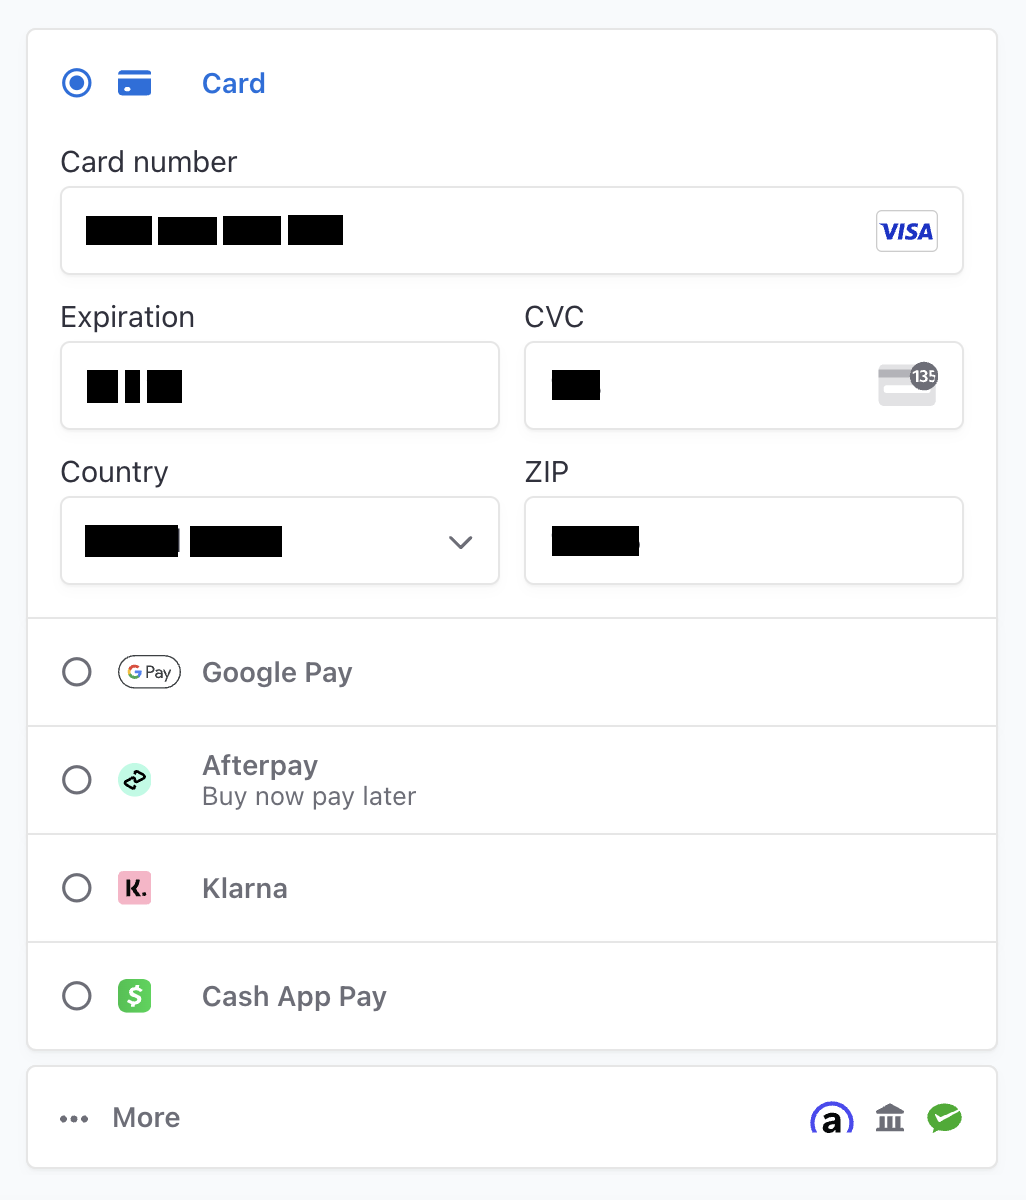 Card
Card number
VISA
Expiration
CVC
135
Country
ZIP
G Pay
Google Pay
Afterpay
Buy now pay later
K.
Klarna
$
Cash App Pay
... More
a